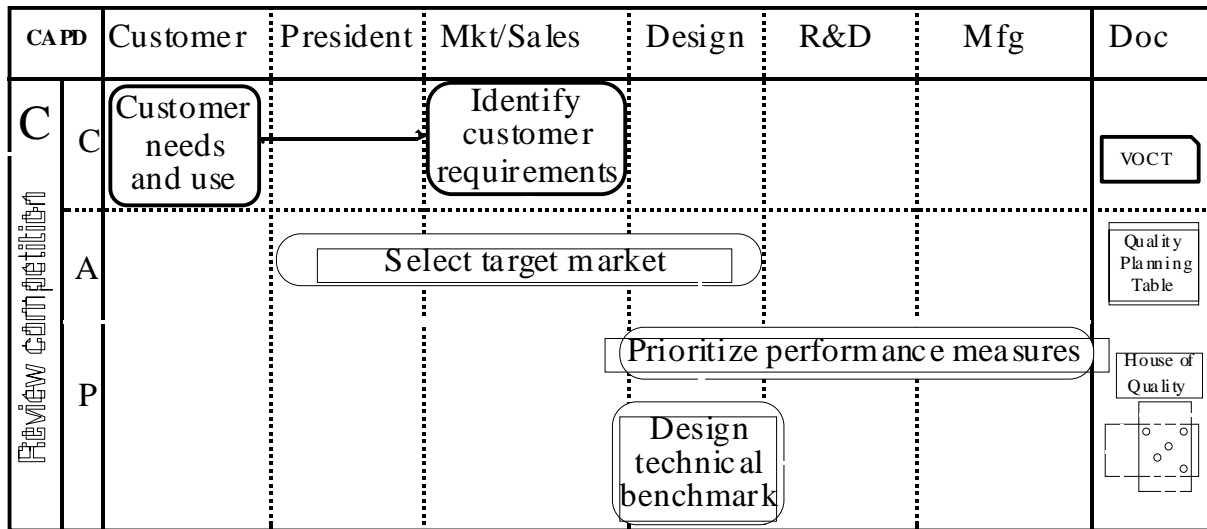 CAPD Customer President Mkt/Sales Design R&D Mfg Doc
C
Review competition
C
Customer
needs
and use
Identify
customer
requirements
VOCT
A
Select target market
Quality
Planning
Table
P
Prioritize performance measures
House of
Quality
Design
technical
benchmark